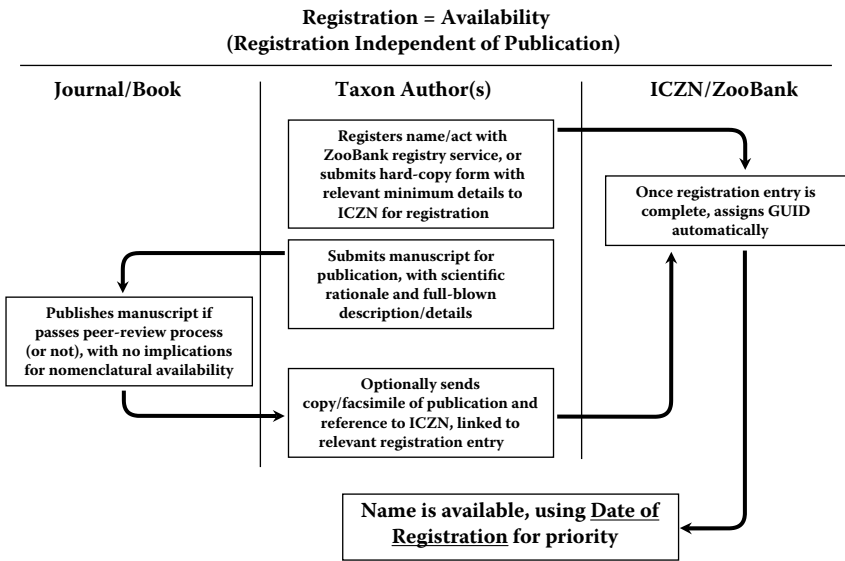 Registration = Availability
(Registration Independent of Publication)
Journal/Book
Taxon Author(s)
ICZN/ZooBank
Registers name/act with
ZooBank registry service, or
submits hard-copy form with
relevant minimum details to
ICZN for registration
Once registration entry is
complete, assigns GUID
automatically
Submits manuscript for
publication, with scientific
rationale and full-blown
description/details
Publishes manuscript if
passes peer-review process
(or not), with no implications
for nomenclatural availability
Optionally sends
copy/facsimile of publication and
reference to ICZN, linked to
relevant registration entry
Name is available, using Date of
Registration for priority